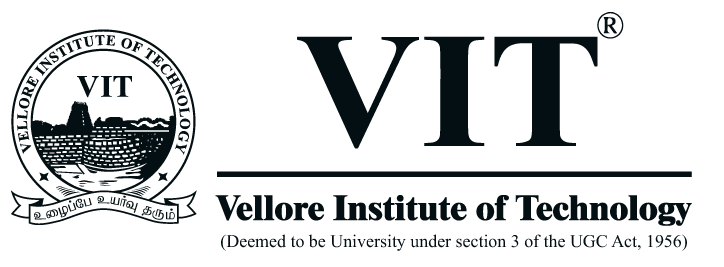 VELLORE INSTITUTE OF TECHNOLOGY
VIT
உழைப்பே உயர்வு தரும்
VIT®
Vellore Institute of Technology
(Deemed to be University under section 3 of the UGC Act, 1956)